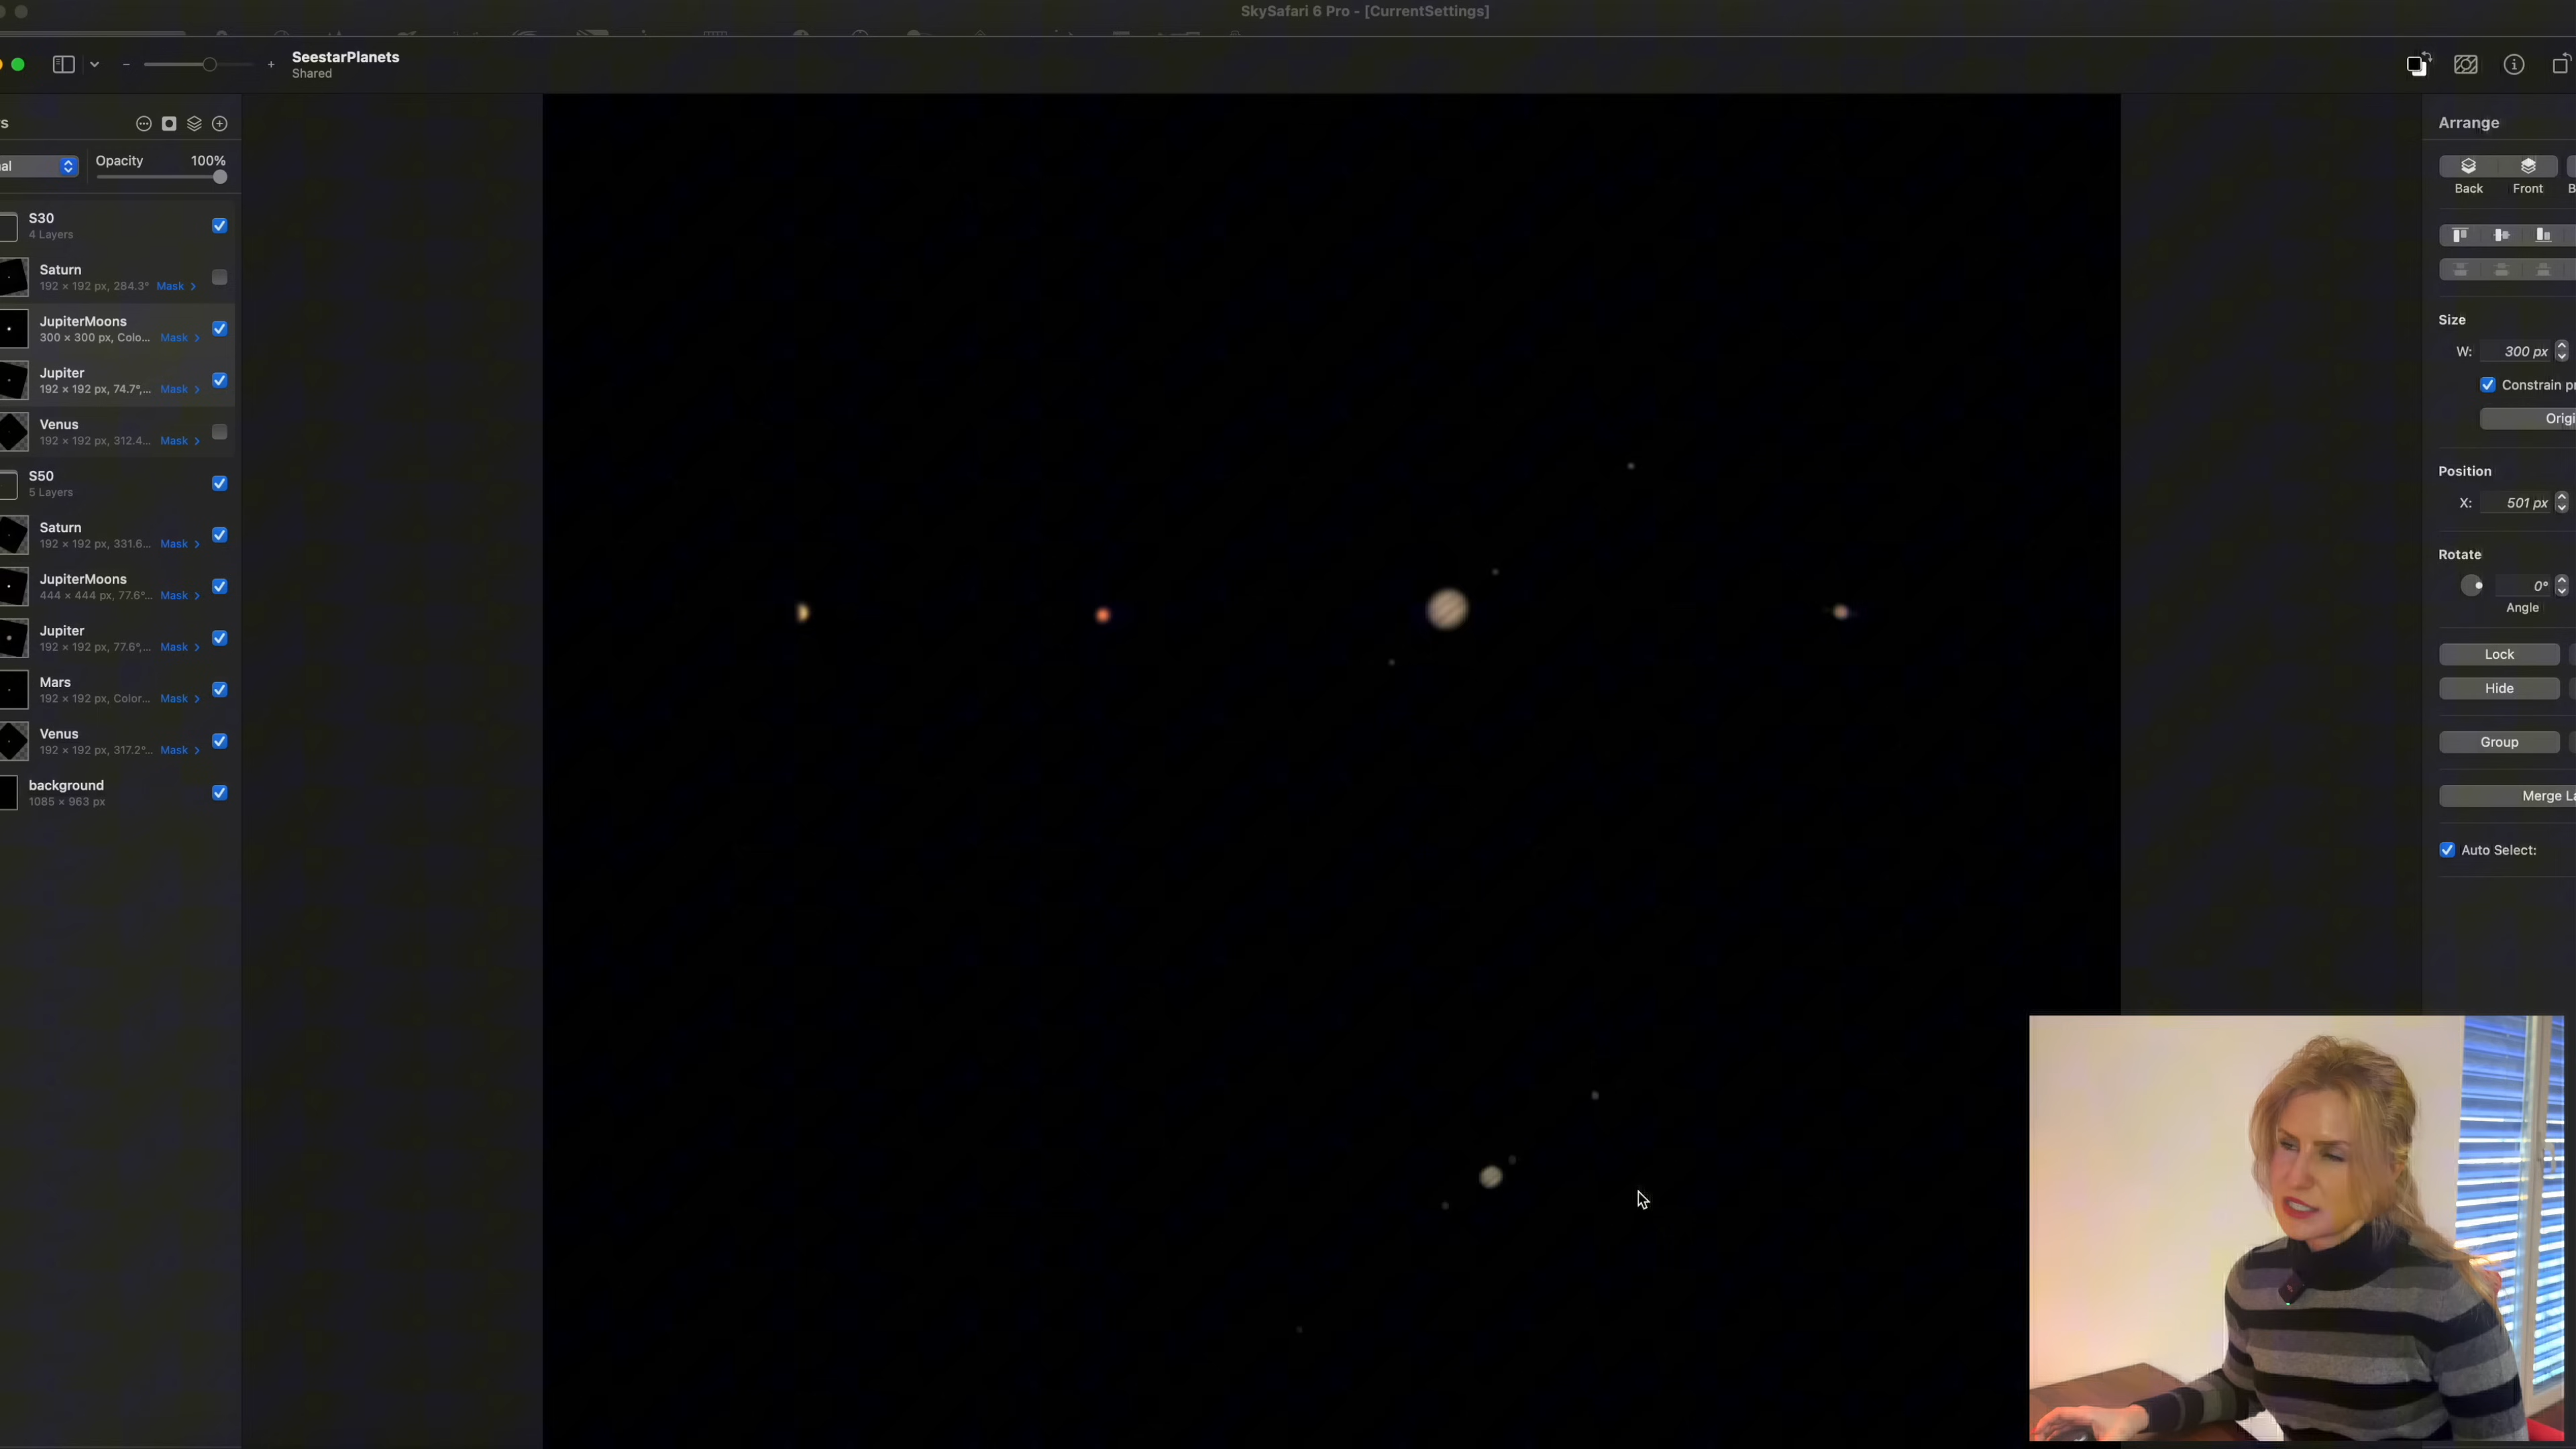 SkySafari 6 Pro - [CurrentSettings]
SeestarPlanets
Shared
Opacity 100%
S30
4 Layers
Saturn
192 × 192 px, 284.3° Mask >
JupiterMoons
300 × 300 px, Colo... Mask >
Jupiter
192 × 192 px, 74.7°,... Mask >
Venus
192 × 192 px, 312.4... Mask >
S50
5 Layers
Saturn
192 × 192 px, 331.6... Mask >
JupiterMoons
444 × 444 px, 77.6°... Mask >
Jupiter
192 × 192 px, 77.6°,... Mask >
Mars
192 × 192 px, Color... Mask >
Venus
192 × 192 px, 317.2°... Mask >
background
1085 × 963 px
Arrange
Back Front
Size
W: 300 px
Constrain
Position
X: 501 px
Rotate
0°
Angle
Lock
Hide
Group
Merge
Auto Select: